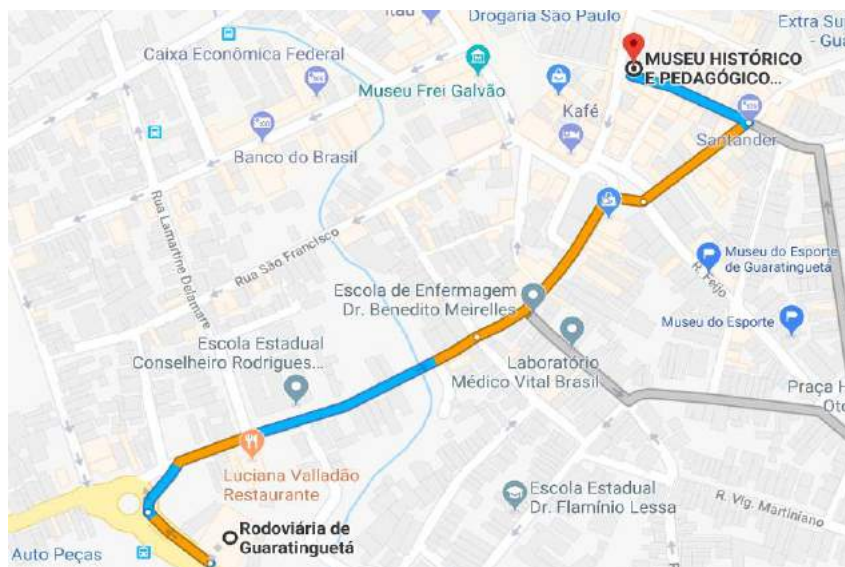 Itaú
Drogaria São Paulo
Extra Su
- Gua
Caixa Econômica Federal
MUSEU HISTÓRICO
E PEDAGÓGICO...
Museu Frei Galvão
Kafé
Santander
Banco do Brasil
Rua Lamartine Delamare
Rua São Francisco
Museu do Esporte
de Guaratinguetá
R. Feijó
Escola de Enfermagem
Dr. Benedito Meirelles
Museu do Esporte
Escola Estadual
Conselheiro Rodrigues...
Laboratório
Médico Vital Brasil
Praça H
Oto
Luciana Valladão
Restaurante
Escola Estadual
Dr. Flamínio Lessa
R. Vig. Martiniano
Rodoviária de
Guaratinguetá
Auto Peças